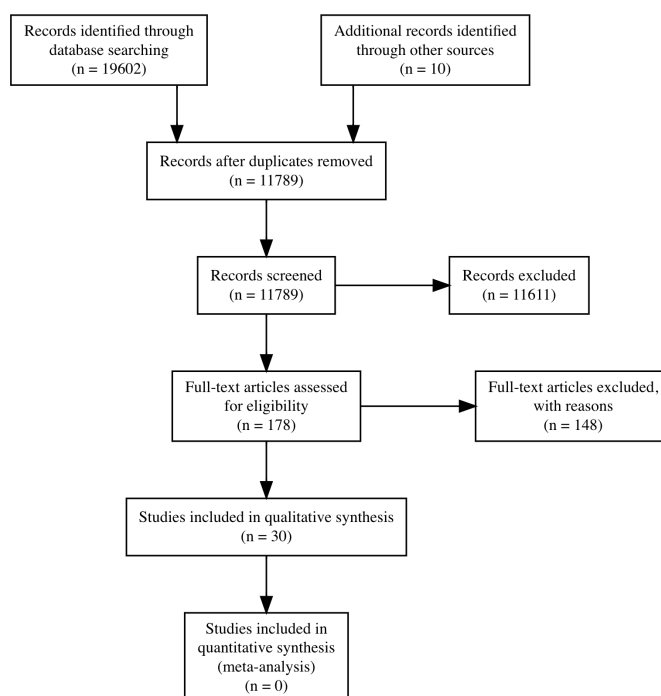 Records identified through
database searching
(n = 19602)
Additional records identified
through other sources
(n = 10)
Records after duplicates removed
(n = 11789)
Records screened
(n = 11789)
Records excluded
(n = 11611)
Full-text articles assessed
for eligibility
(n = 178)
Full-text articles excluded,
with reasons
(n = 148)
Studies included in qualitative synthesis
(n = 30)
Studies included in
quantitative synthesis
(meta-analysis)
(n = 0)